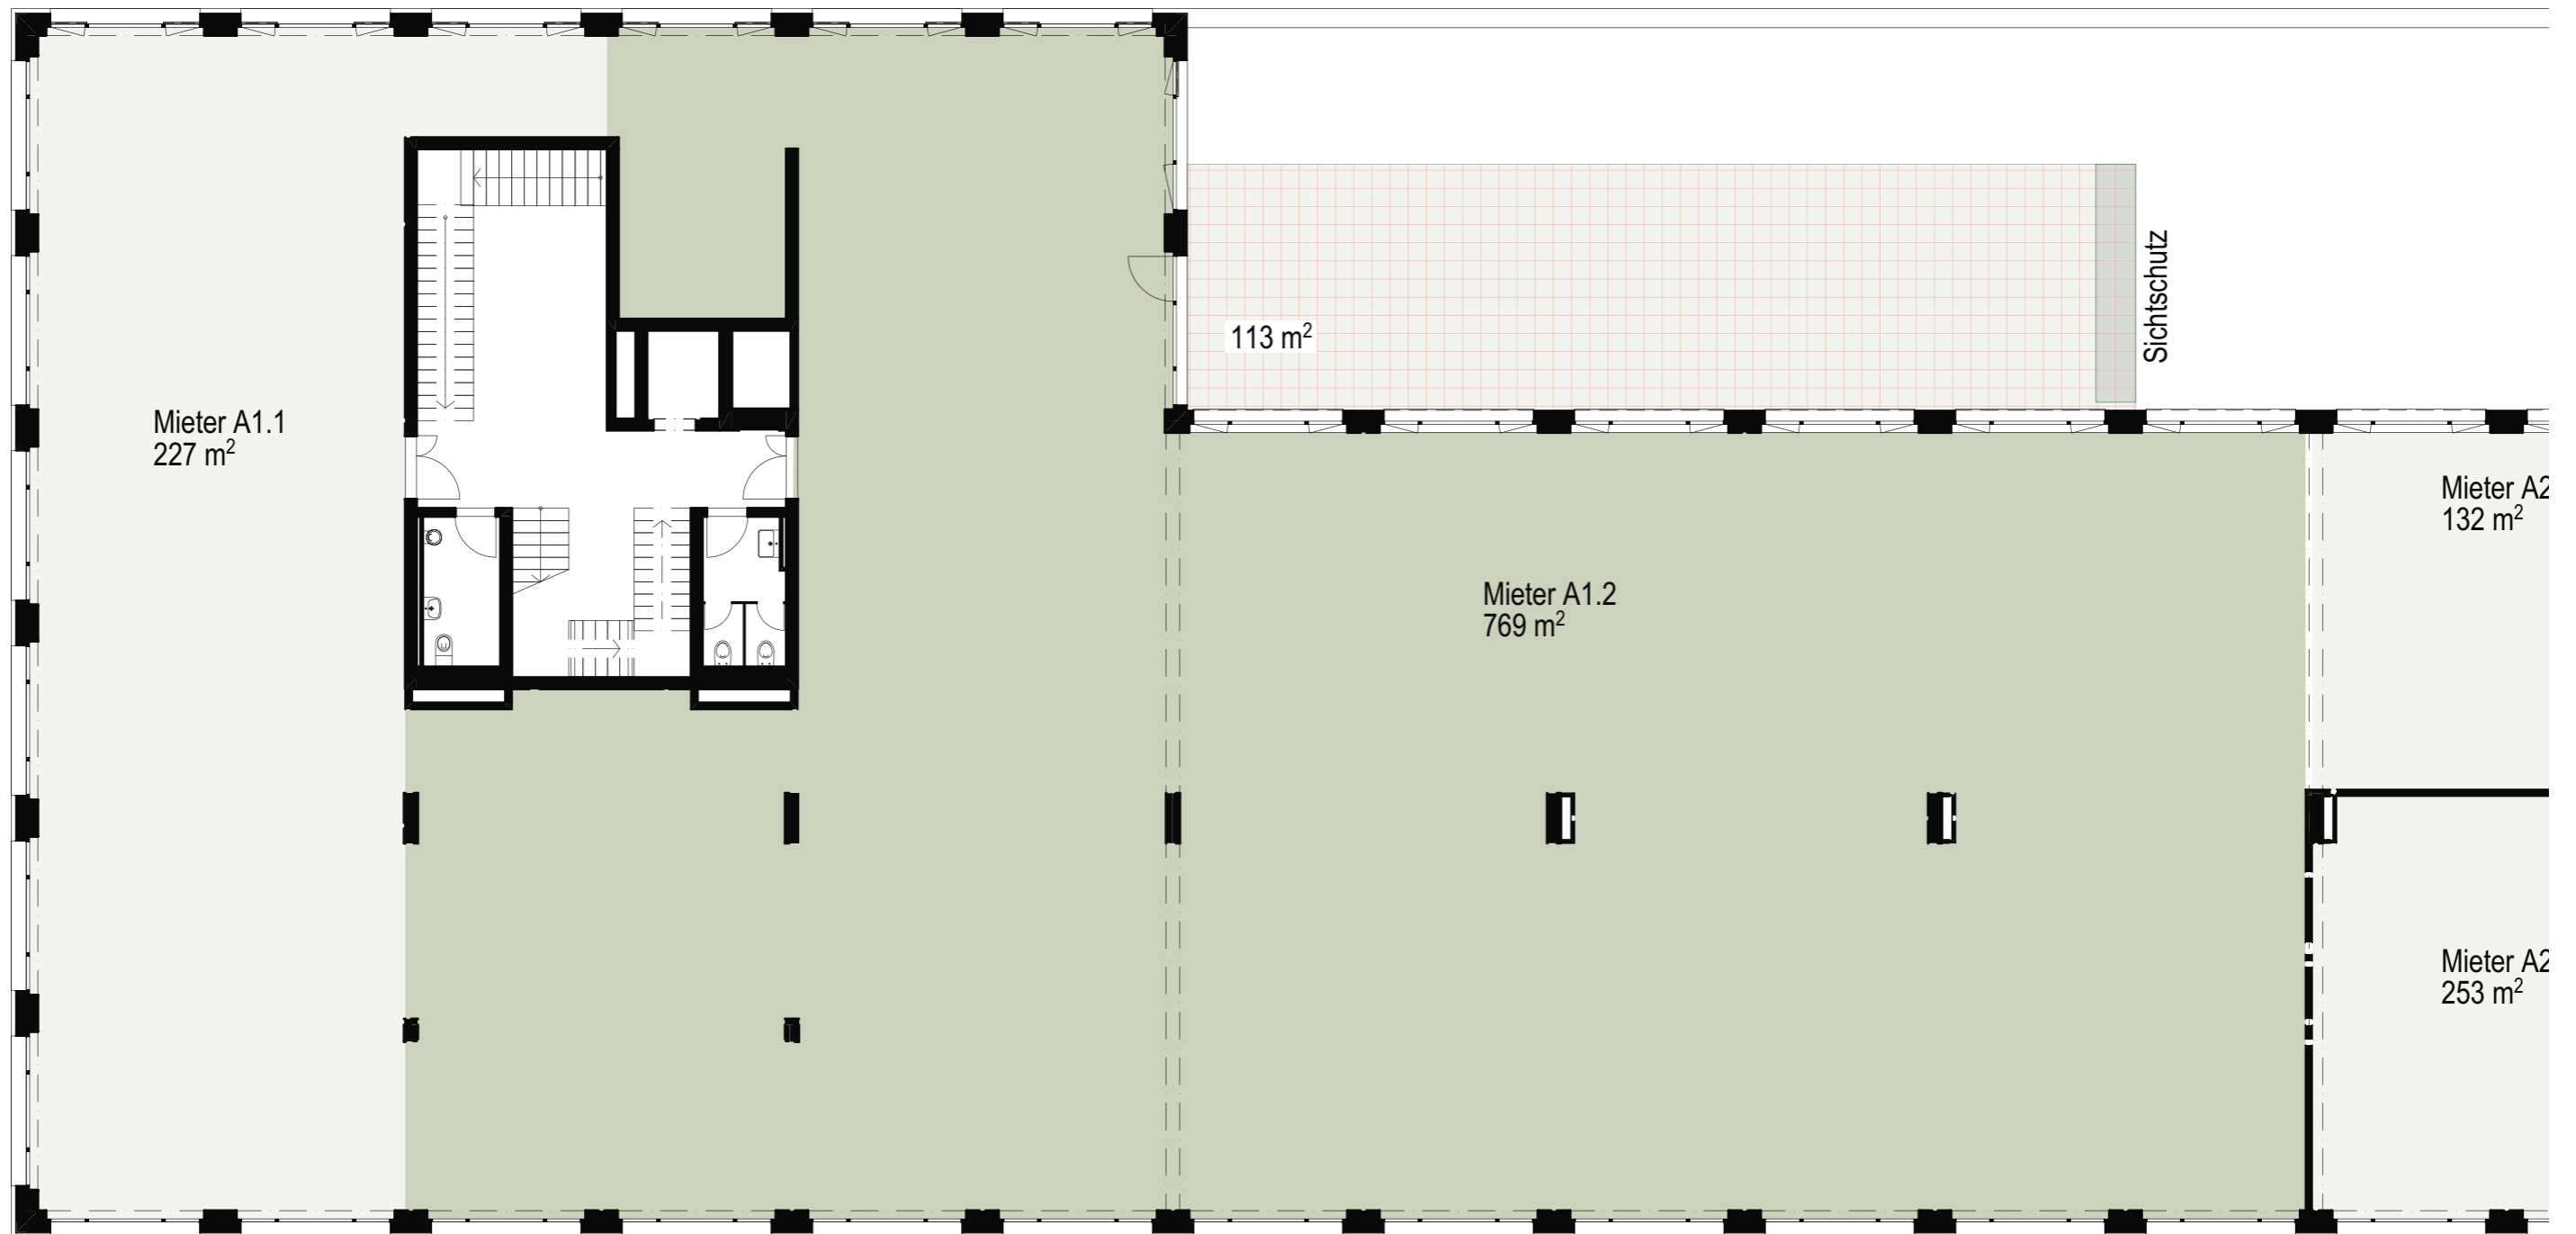 113 m²
Sichtschutz
Mieter A1.1
227 m²
Mieter A2
132 m²
Mieter A1.2
769 m²
Mieter A2
253 m²